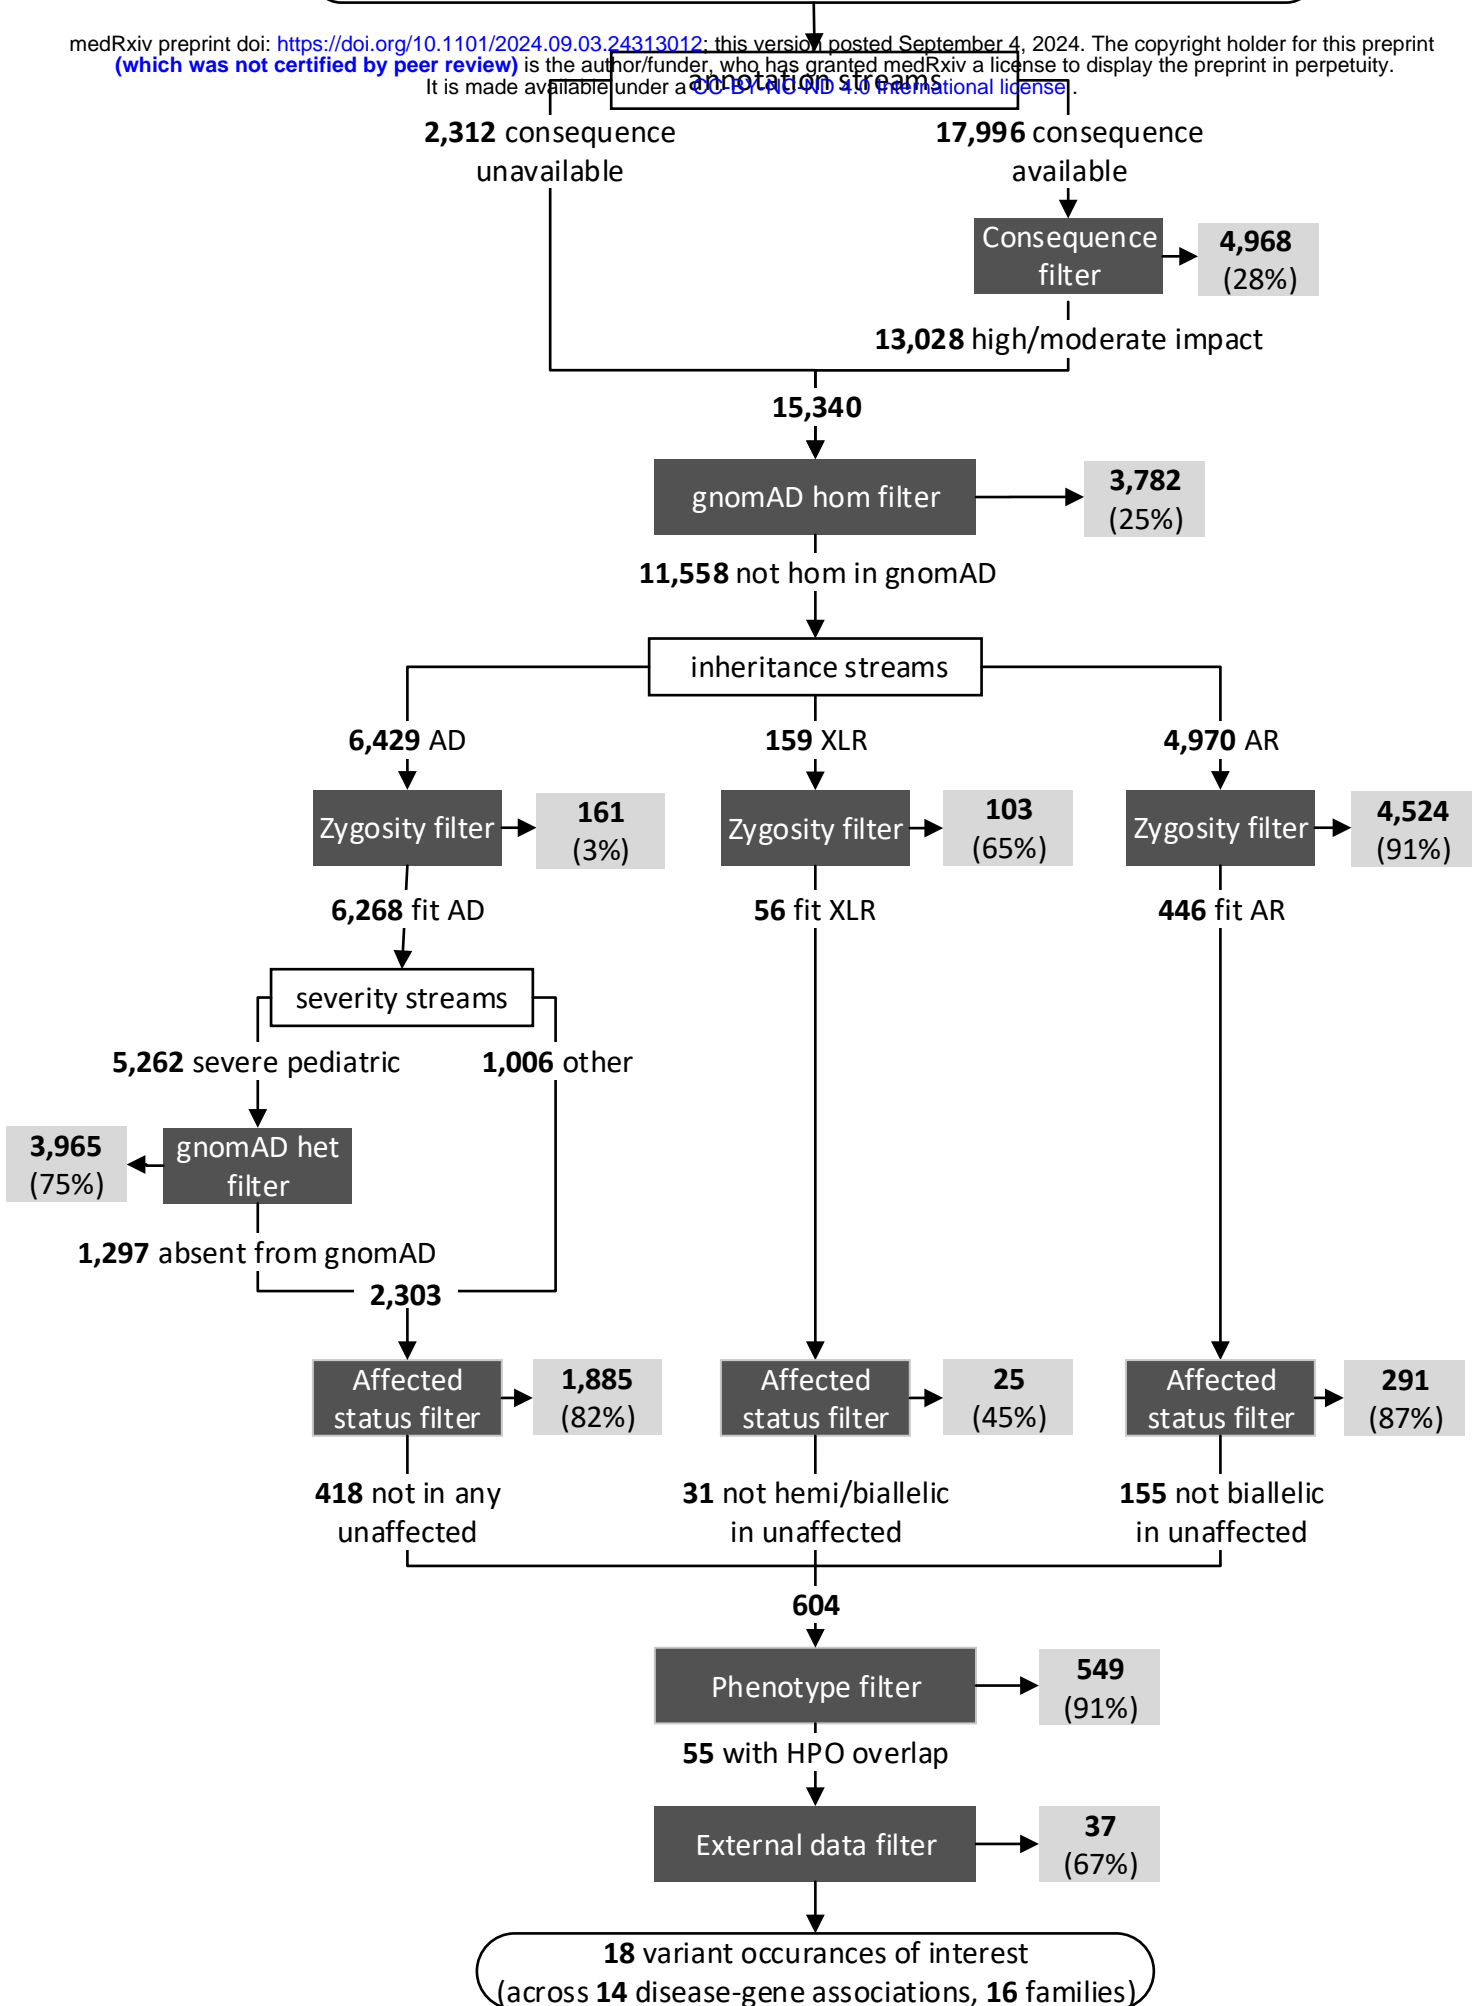 medRxiv preprint doi: https://doi.org/10.1101/2024.09.03.24313012; this version posted September 4, 2024. The copyright holder for this preprint
(which was not certified by peer review) is the author/funder, who has granted medRxiv a license to display the preprint in perpetuity.
It is made available under a CC-BY-NC-ND 4.0 International license .
annotation streams
2,312 consequence
unavailable
17,996 consequence
available
Consequence
filter
4,968
(28%)
13,028 high/moderate impact
15,340
gnomAD hom filter
3,782
(25%)
11,558 not hom in gnomAD
inheritance streams
6,429 AD
159 XLR
4,970 AR
Zygosity filter
161
(3%)
Zygosity filter
103
(65%)
Zygosity filter
4,524
(91%)
6,268 fit AD
56 fit XLR
446 fit AR
severity streams
5,262 severe pediatric
1,006 other
3,965
(75%)
gnomAD het
filter
1,297 absent from gnomAD
2,303
Affected
status filter
1,885
(82%)
Affected
status filter
25
(45%)
Affected
status filter
291
(87%)
418 not in any
unaffected
31 not hemi/biallelic
in unaffected
155 not biallelic
in unaffected
604
Phenotype filter
549
(91%)
55 with HPO overlap
External data filter
37
(67%)
18 variant occurances of interest
(across 14 disease-gene associations, 16 families)